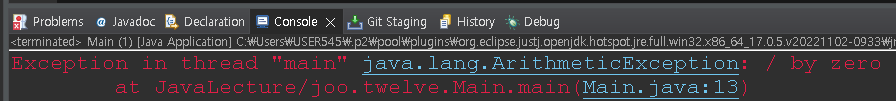 Problems Javadoc Declaration Console Git Staging History Debug
<terminated> Main (1) [Java Application] C:₩Users₩USER545₩.p2₩pool₩plugins₩org.eclipse.justj.openjdk.hotspot.jre.full.win32.x86_64_17.0.5.v20221102-0933₩jr
Exception in thread "main" java.lang.ArithmeticException: / by zero
at JavaLecture/joo.twelve.Main.main(Main.java:13)